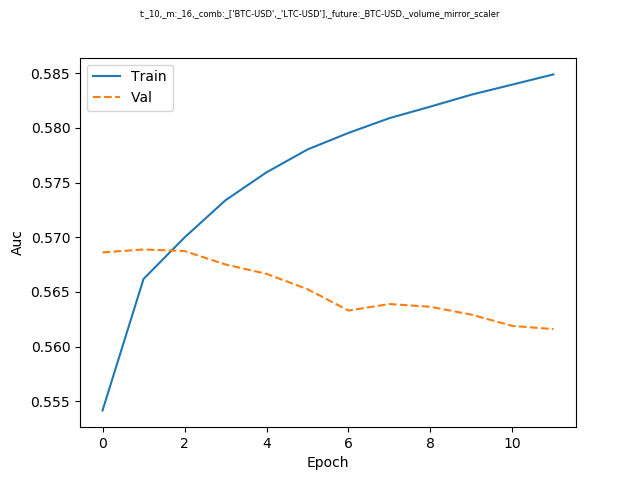 t:_10,_m:_16,_comb:_['BTC-USD',_'LTC-USD'],_future:_BTC-USD,_volume_mirror_scaler
Train
Val
0.585
0.580
0.575
0.570
0.565
0.560
0.555
Auc
0 2 4 6 8 10
Epoch